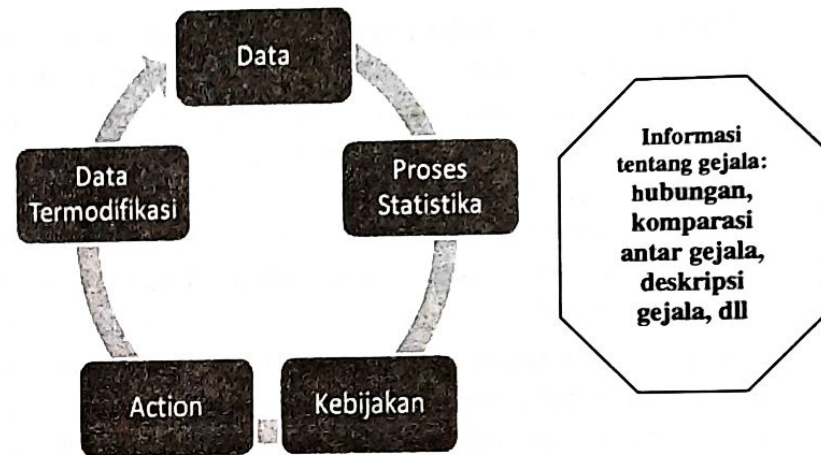 Data
Proses
Statistika
Kebijakan
Action
Data
Termodifikasi
Informasi
tentang gejala:
hubungan,
komparasi
antar gejala,
deskripsi
gejala, dll